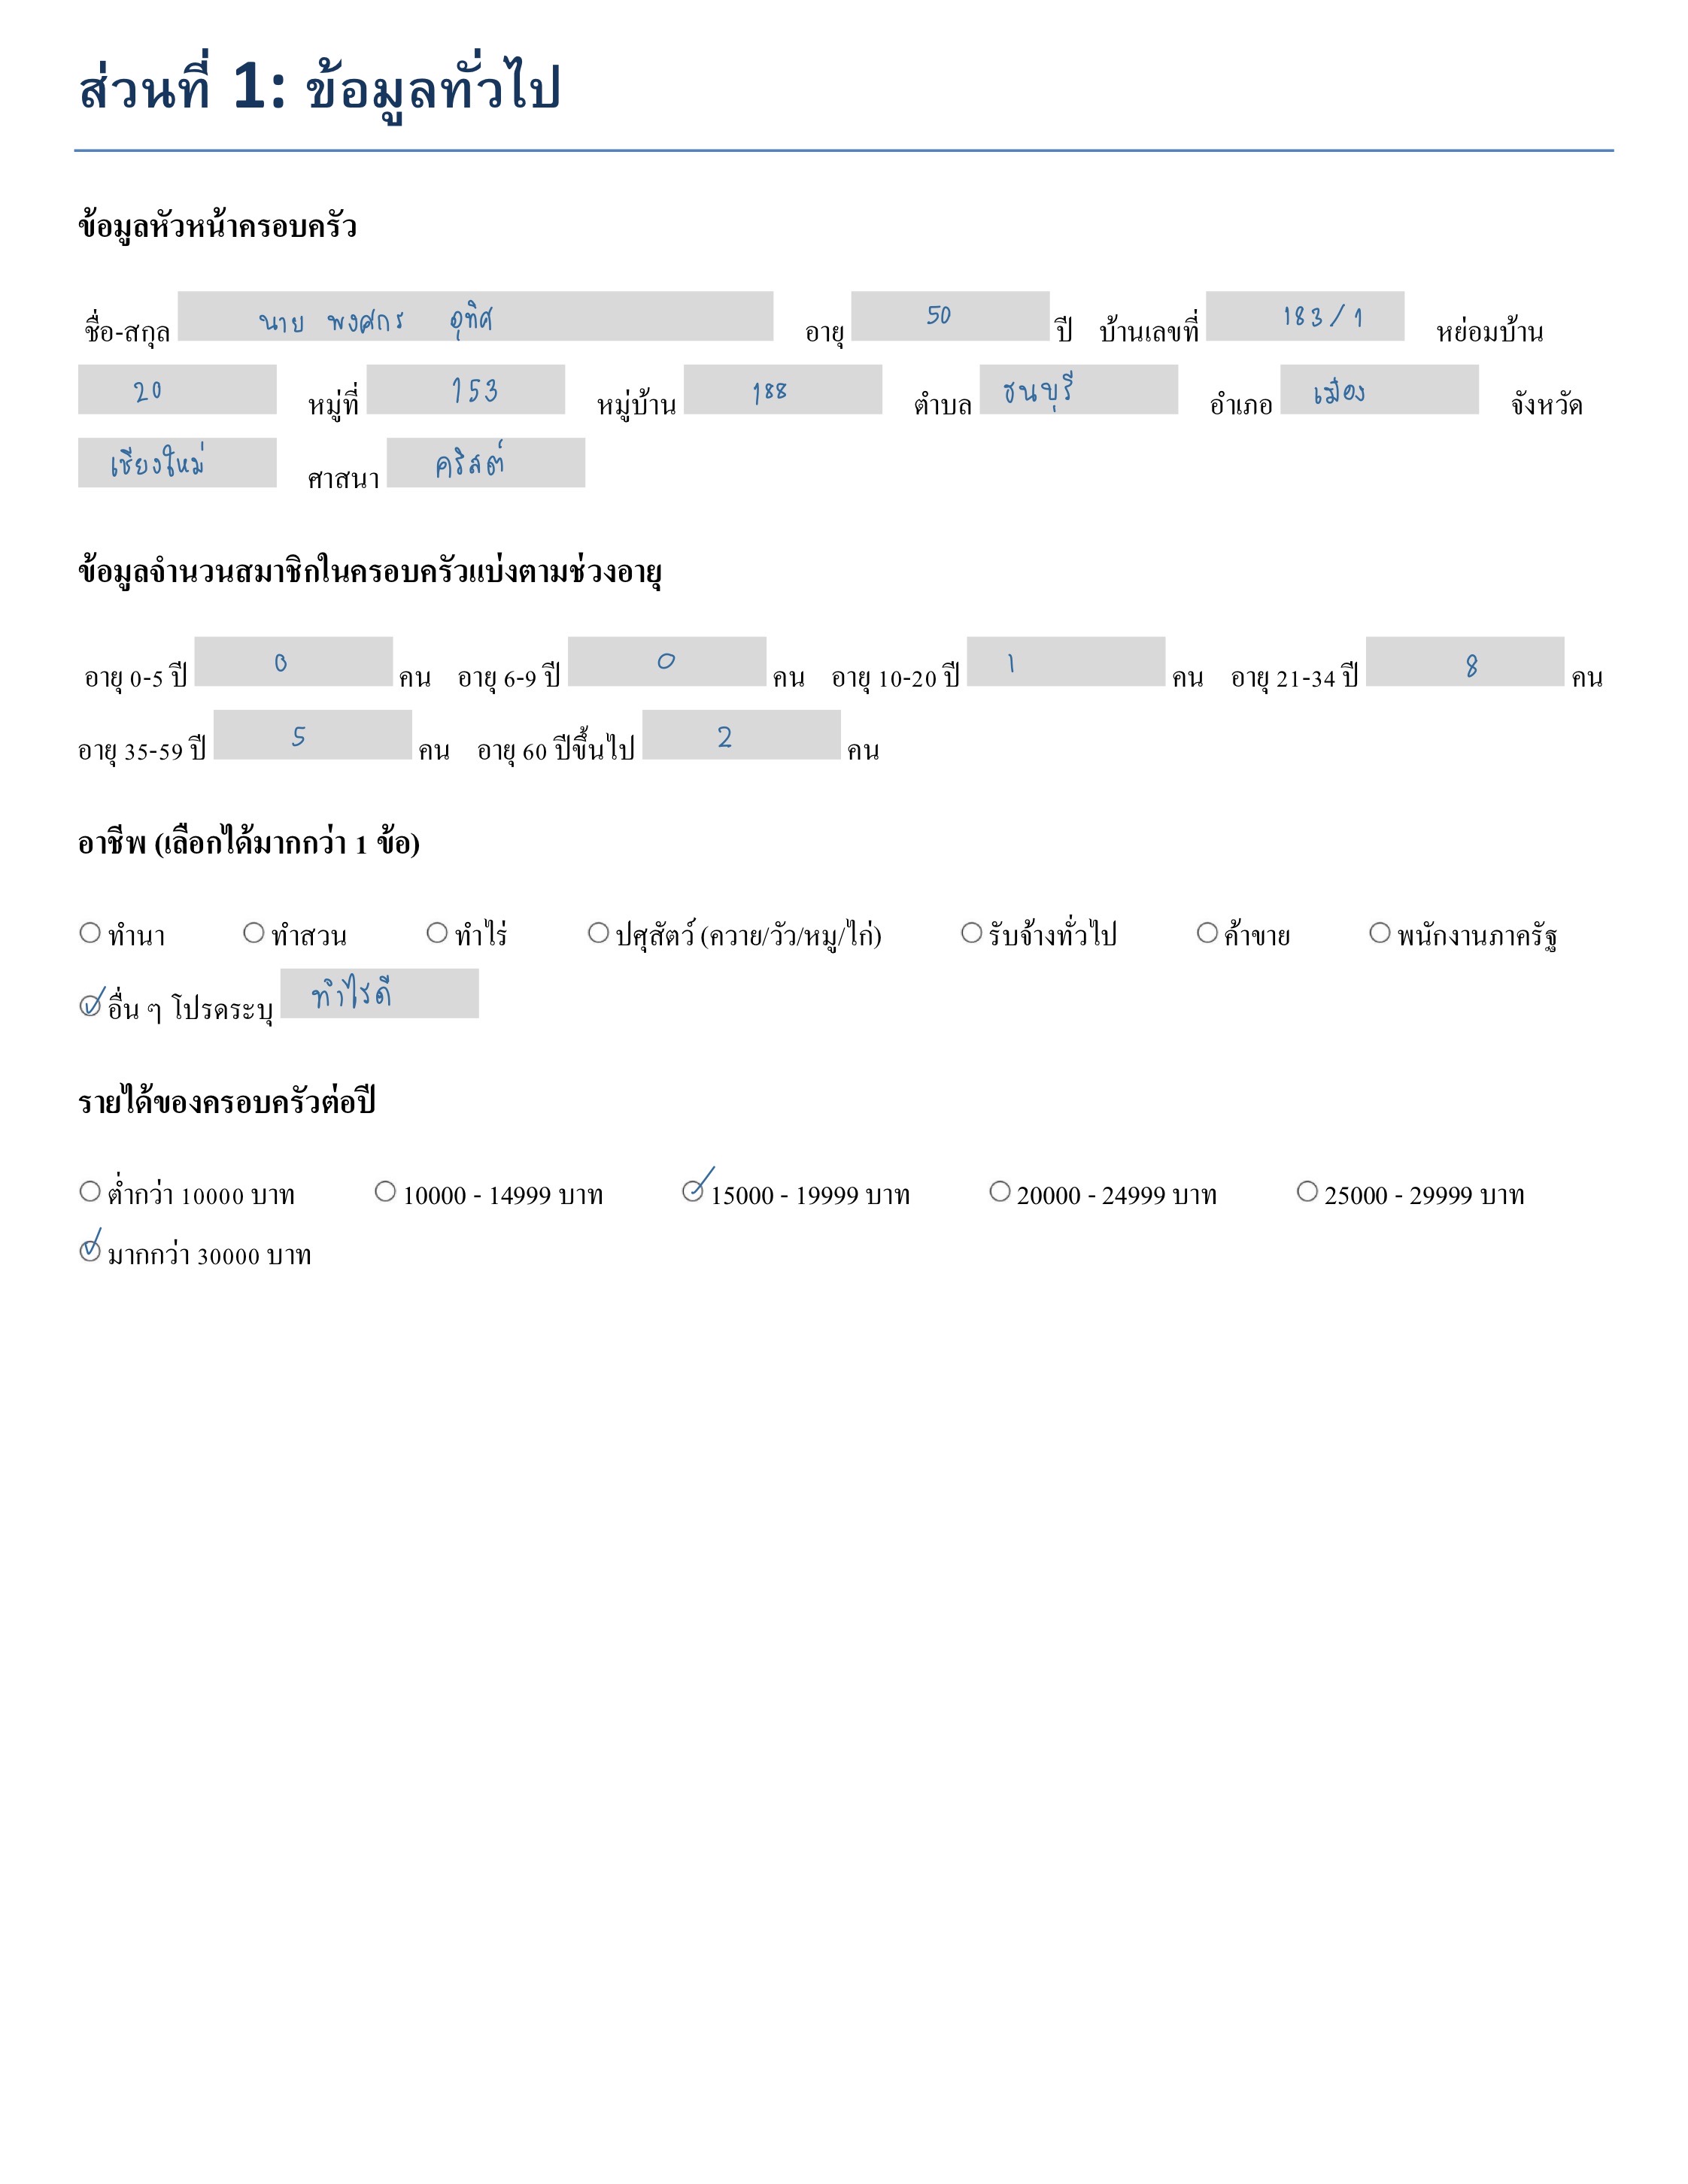 ส่วนที่ 1: ข้อมูลทั่วไป
ข้อมูลหัวหน้าครอบครัว
ชื่อ-สกุล นาย พงศกร อุทิศ อายุ 50 ปี บ้านเลขที่ 183/1 หย่อมบ้าน
20 หมู่ที่ 153 หมู่บ้าน 188 ตำบล ธนบุรี อำเภอ เมือง จังหวัด
เชียงใหม่ ศาสนา คริสต์
ข้อมูลจำนวนสมาชิกในครอบครัวแบ่งตามช่วงอายุ
อายุ 0-5 ปี 0 คน อายุ 6-9 ปี 0 คน อายุ 10-20 ปี 1 คน อายุ 21-34 ปี 8 คน
อายุ 35-59 ปี 5 คน อายุ 60 ปีขึ้นไป 2 คน
อาชีพ (เลือกได้มากกว่า 1 ข้อ)
ทำนา ทำสวน ทำไร่ ปศุสัตว์ (ควาย/วัว/หมู/ไก่) รับจ้างทั่วไป ค้าขาย พนักงานภาครัฐ
อื่น ๆ โปรดระบุ ทำไรดี
รายได้ของครอบครัวต่อปี
ต่ำกว่า 10000 บาท 10000 - 14999 บาท 15000 - 19999 บาท 20000 - 24999 บาท 25000 - 29999 บาท
มากกว่า 30000 บาท